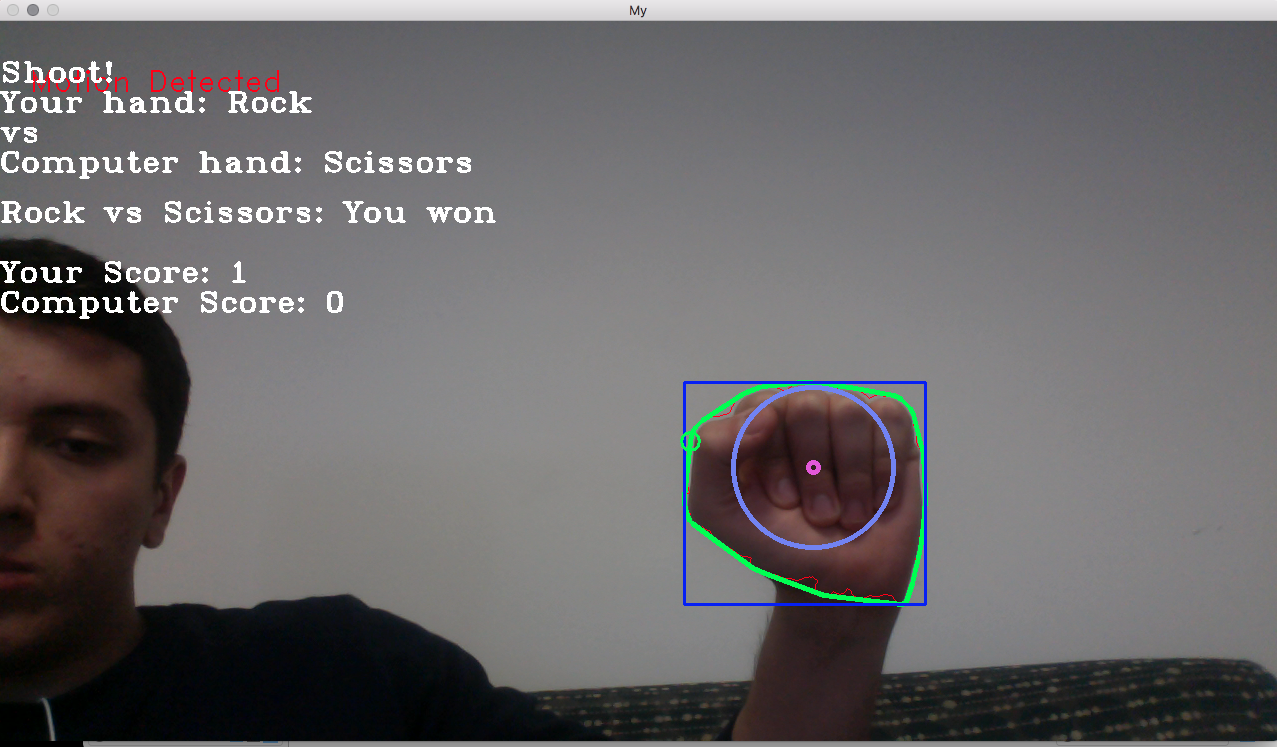 My
Shoot!
Motion Detected
Your hand: Rock
vs
Computer hand: Scissors
Rock vs Scissors: You won
Your Score: 1
Computer Score: 0